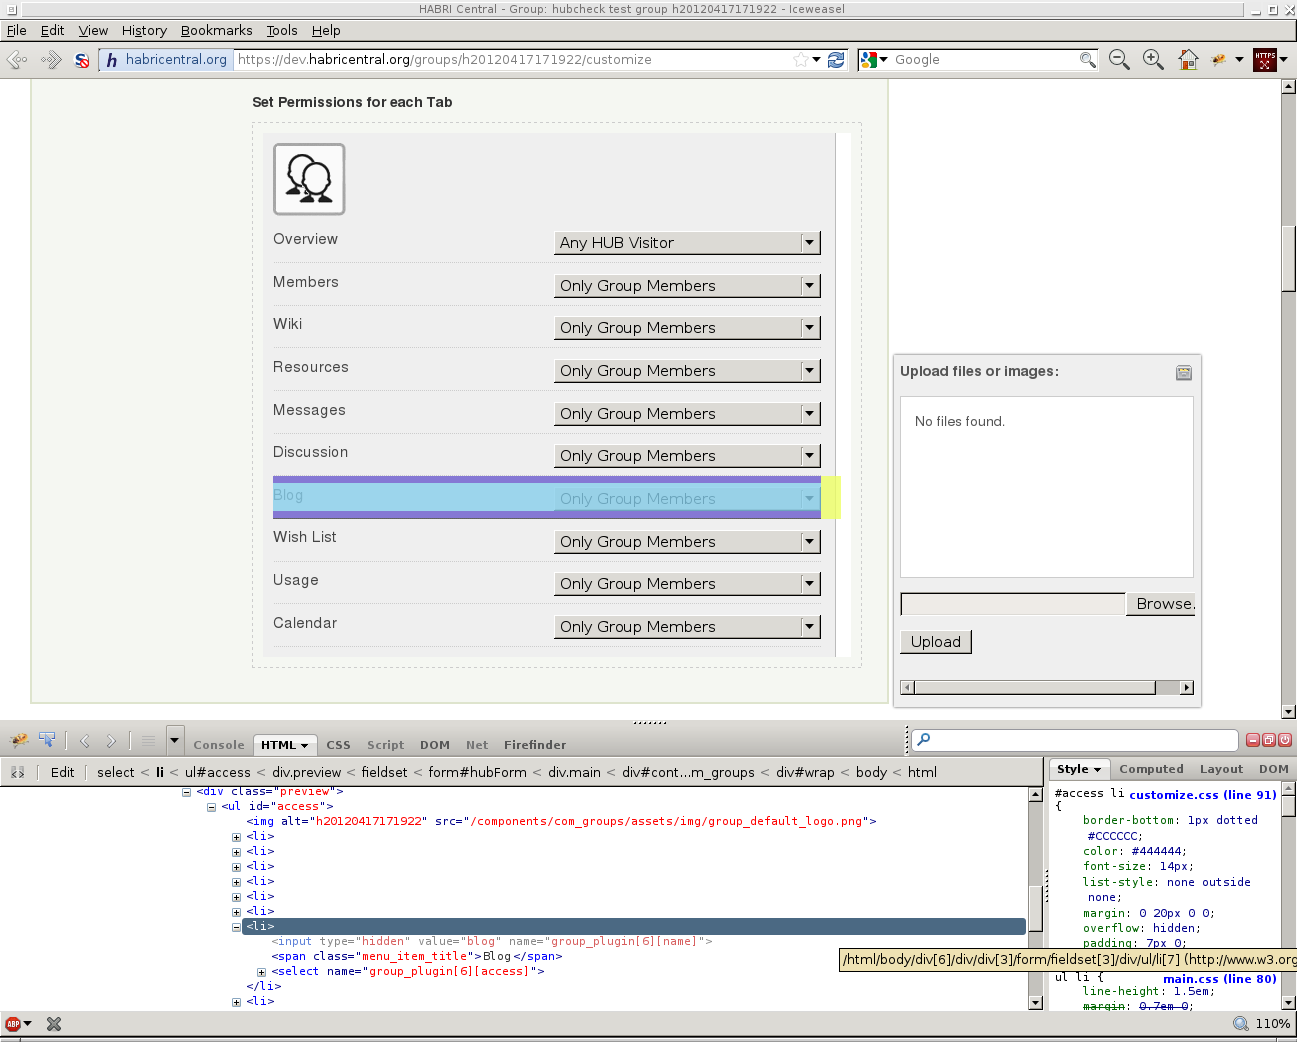 HABRI Central - Group: hubcheck test group h20120417171922 - Iceweasel
File Edit View History Bookmarks Tools Help
h habricentral.org https://dev.habricentral.org/groups/h20120417171922/customize Google HTTPS
Set Permissions for each Tab
Overview Any HUB Visitor
Members Only Group Members
Wiki Only Group Members
Resources Only Group Members
Messages Only Group Members
Discussion Only Group Members
Blog Only Group Members
Wish List Only Group Members
Usage Only Group Members
Calendar Only Group Members
Upload files or images:
No files found.
Browse.
Upload
Console HTML CSS Script DOM Net Firefinder
Edit select < li < ul#access < div.preview < fieldset < form#hubForm < div.main < div#cont...m_groups < div#wrap < body < html
<div class="preview">
<ul id="access">
<img alt="h20120417171922" src="/components/com_groups/assets/img/group_default_logo.png">
<li>
<li>
<li>
<li>
<li>
<li>
<li>
<input type="hidden" value="blog" name="group_plugin[6][name]">
<span class="menu_item_title">Blog</span>
<select name="group_plugin[6][access]">
</li>
<li>
Style Computed Layout DOM
#access li customize.css (line 91)
{
border-bottom: 1px dotted
#CCCCCC;
color: #444444;
font-size: 14px;
list-style: none outside
none;
margin: 0 20px 0 0;
overflow: hidden;
padding: 7px 0;
/html/body/div[6]/div/div[3]/form/fieldset[3]/div/ul/li[7] (http://www.w3.org
ul li { main.css (line 80)
line-height: 1.5em;
margin: 0.7em 0;
ABP 110%